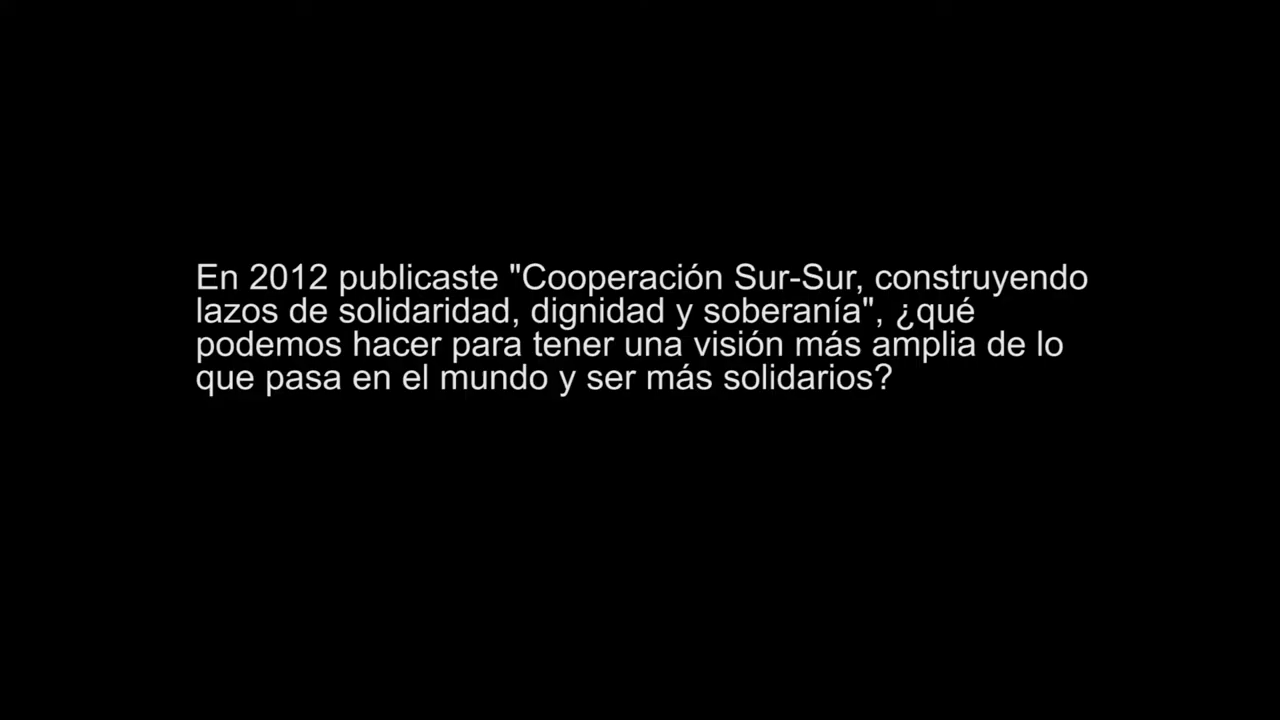 En 2012 publicaste "Cooperación Sur-Sur, construyendo
lazos de solidaridad, dignidad y soberanía", ¿qué
podemos hacer para tener una visión más amplia de lo
que pasa en el mundo y ser más solidarios?